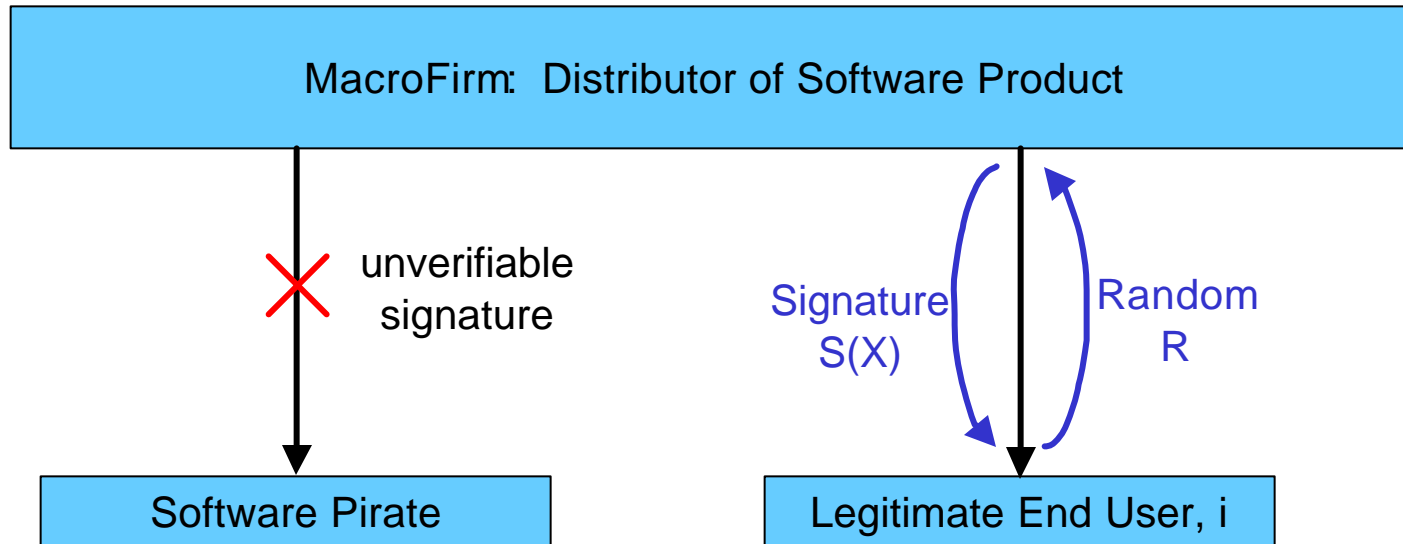 MacroFirm: Distributor of Software Product
unverifiable
signature
Signature
S(X)
Random
R
Software Pirate
Legitimate End User, i